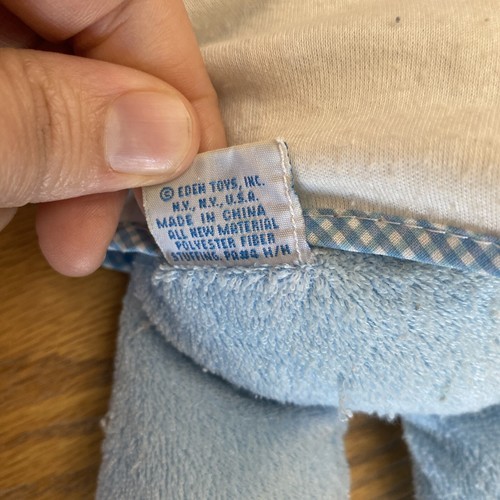 © EDEN TOYS, INC.
N.Y., N.Y., U.S.A.
MADE IN CHINA
ALL NEW MATERIAL
POLYESTER FIBER
STUFFING. PA#4 H/H